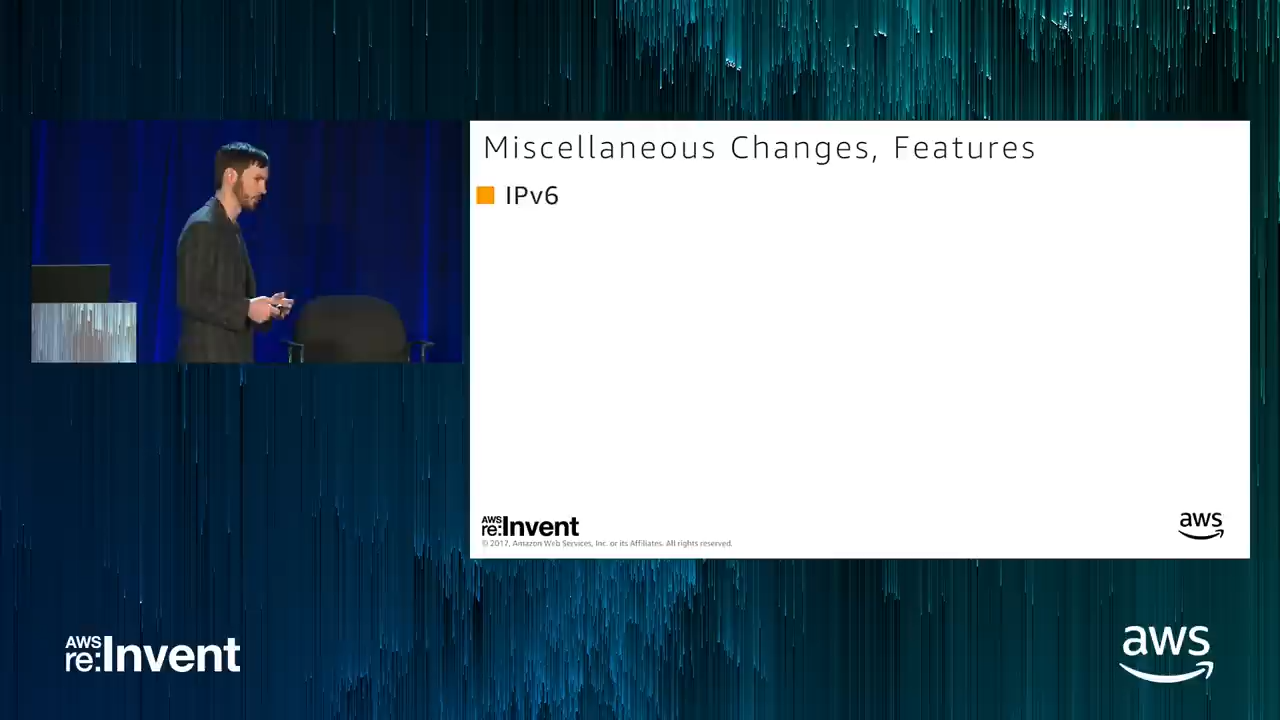 Miscellaneous Changes, Features
IPv6
AWS
re:Invent
© 2017, Amazon Web Services, Inc. or its Affiliates. All rights reserved.
aws
AWS
re:Invent
aws